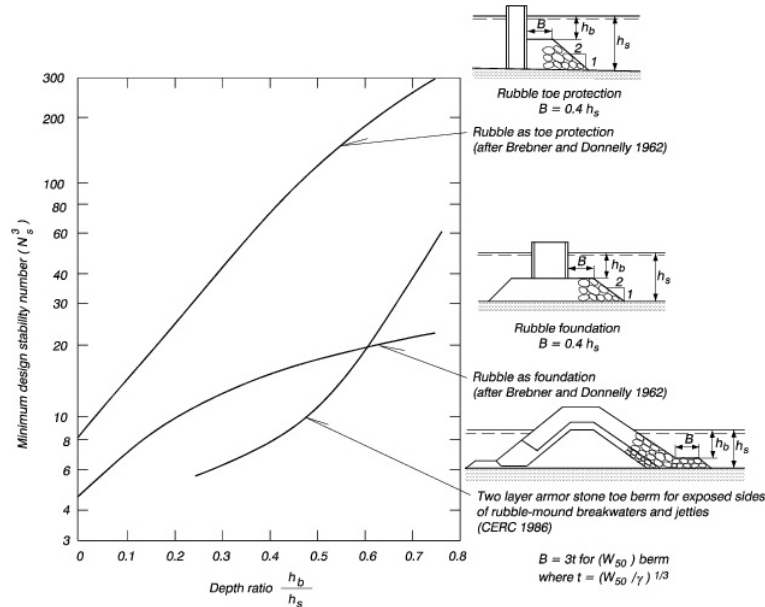 B
h_b
h_s
2
1
Rubble toe protection
B = 0.4 h_s
Rubble as toe protection
(after Brebner and Donnelly 1962)
300
200
100
80
60
40
30
20
10
8
6
4
3
Minimum design stability number (N_s^3)
B
h_b
h_s
2
1
Rubble foundation
B = 0.4 h_s
Rubble as foundation
(after Brebner and Donnelly 1962)
B
h_b
h_s
Two layer armor stone toe berm for exposed sides
of rubble-mound breakwaters and jetties
(CERC 1986)
B = 3t for (W_50) berm
where t = (W_50 /γ)^1/3
0
0.1
0.2
0.3
0.4
0.5
0.6
0.7
0.8
Depth ratio h_b/h_s